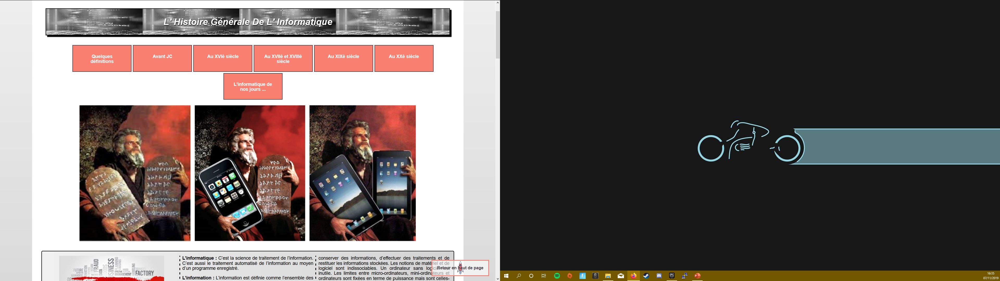 L' Histoire Générale De L' Informatique
Quelques
définitions
Avant JC
Au XVIè siècle
Au XVIIè et XVIIIè
siècle
Au XIXè siècle
Au XXè siècle
L'informatique de
nos jours ...
L'informatique : C'est la science de traitement de l'information.
C'est aussi le traitement automatisé de l'information au moyen
d'un programme enregistré.
L'information : L'information est définie comme l'ensemble des
conserver des informations, d'effectuer des traitements et de
restituer les informations stockées. Les notions de matériel et de
logiciel sont indissociables. Un ordinateur sans logiciel est
inutile. Les limites entre micro-ordinateurs, mini-ordinateurs et
ordinateurs sont fixées en terme de puissance mais sont celles-
Retour en haut de page
FUTURE
FRAUD
DATA
BUSINESS
PLANNING
MANAGEMENT
MODELING
FACTORY
EPIC
16:35
07/11/2019